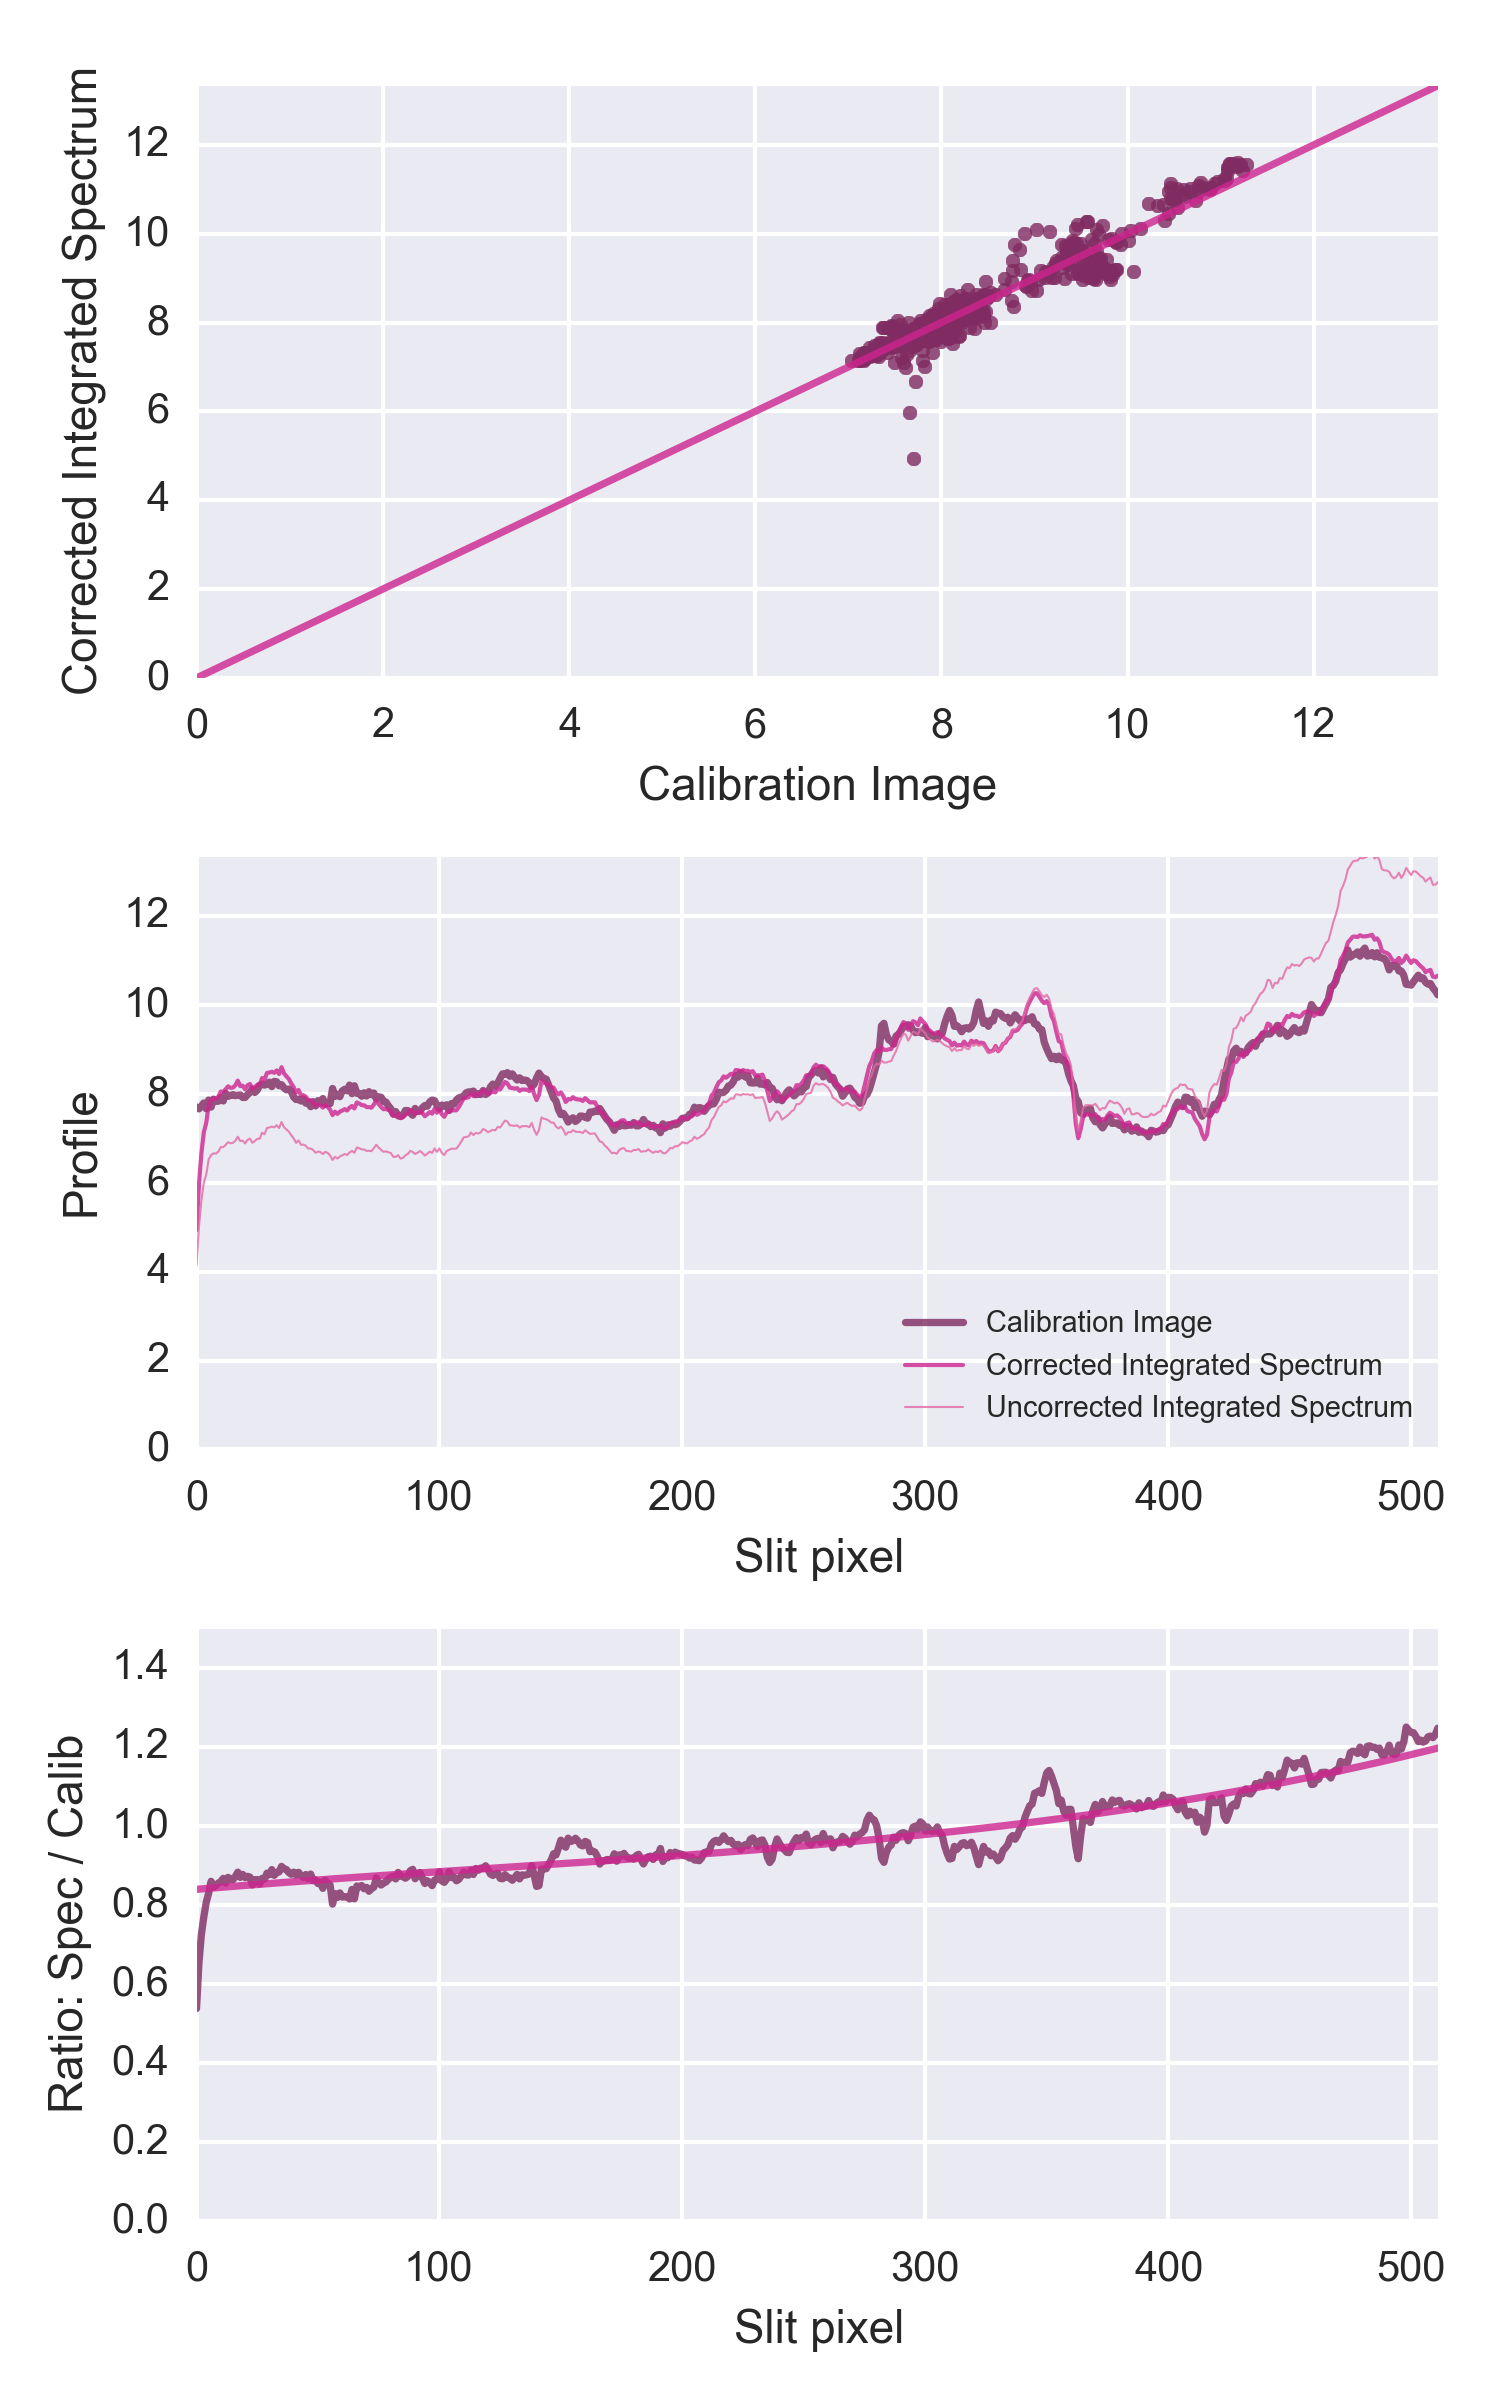 Corrected Integrated Spectrum
12
10
8
6
4
2
0
0 2 4 6 8 10 12
Calibration Image
Profile
12
10
8
6
4
2
0
Calibration Image
Corrected Integrated Spectrum
Uncorrected Integrated Spectrum
0 100 200 300 400 500
Slit pixel
Ratio: Spec / Calib
1.4
1.2
1.0
0.8
0.6
0.4
0.2
0.0
0 100 200 300 400 500
Slit pixel